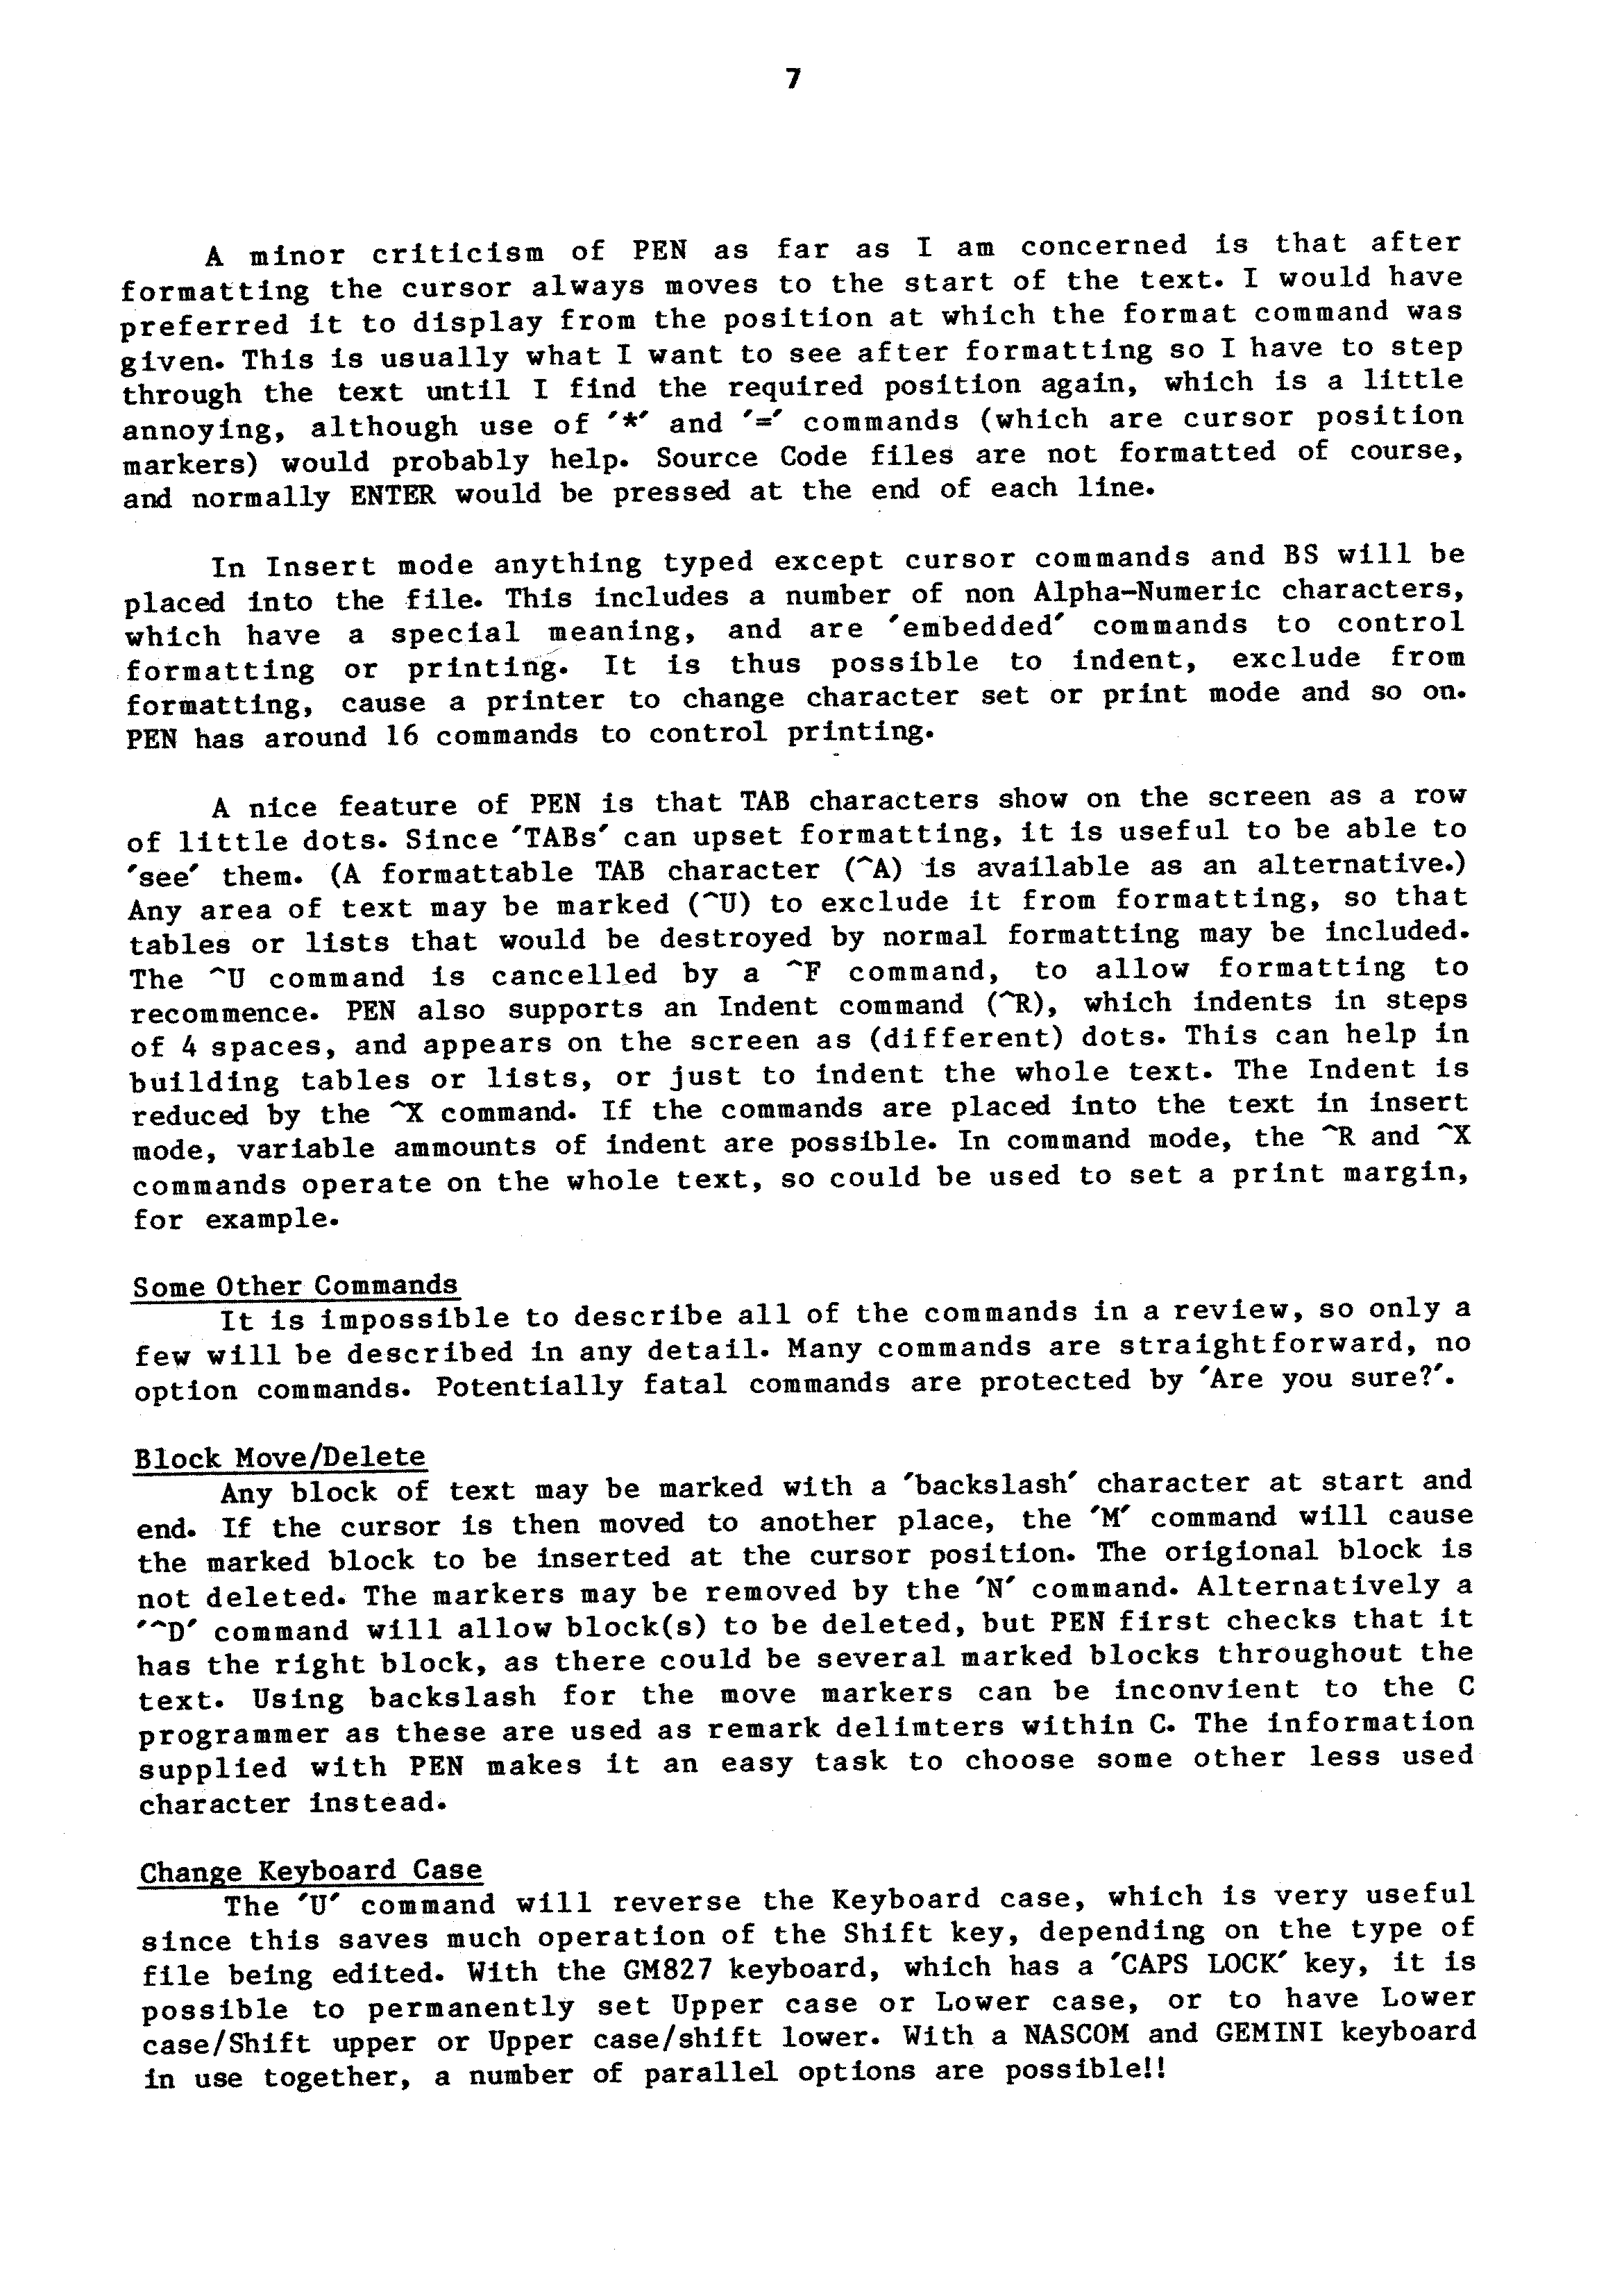 7
A minor criticism of PEN as far as I am concerned is that after
formatting the cursor always moves to the start of the text. I would have
preferred it to display from the position at which the format command was
given. This is usually what I want to see after formatting so I have to step
through the text until I find the required position again, which is a little
annoying, although use of '*' and '=' commands (which are cursor position
markers) would probably help. Source Code files are not formatted of course,
and normally ENTER would be pressed at the end of each line.
In Insert mode anything typed except cursor commands and BS will be
placed into the file. This includes a number of non Alpha-Numeric characters,
which have a special meaning, and are 'embedded' commands to control
formatting or printing. It is thus possible to indent, exclude from
formatting, cause a printer to change character set or print mode and so on.
PEN has around 16 commands to control printing.
A nice feature of PEN is that TAB characters show on the screen as a row
of little dots. Since 'TABs' can upset formatting, it is useful to be able to
'see' them. (A formattable TAB character (^A) is available as an alternative.)
Any area of text may be marked (^U) to exclude it from formatting, so that
tables or lists that would be destroyed by normal formatting may be included.
The ^U command is cancelled by a ^F command, to allow formatting to
recommence. PEN also supports an Indent command (^R), which indents in steps
of 4 spaces, and appears on the screen as (different) dots. This can help in
building tables or lists, or just to indent the whole text. The Indent is
reduced by the ^X command. If the commands are placed into the text in insert
mode, variable ammounts of indent are possible. In command mode, the ^R and ^X
commands operate on the whole text, so could be used to set a print margin,
for example.
Some Other Commands
It is impossible to describe all of the commands in a review, so only a
few will be described in any detail. Many commands are straightforward, no
option commands. Potentially fatal commands are protected by 'Are you sure?'.
Block Move/Delete
Any block of text may be marked with a 'backslash' character at start and
end. If the cursor is then moved to another place, the 'M' command will cause
the marked block to be inserted at the cursor position. The origional block is
not deleted. The markers may be removed by the 'N' command. Alternatively a
'^D' command will allow block(s) to be deleted, but PEN first checks that it
has the right block, as there could be several marked blocks throughout the
text. Using backslash for the move markers can be inconvient to the C
programmer as these are used as remark delimters within C. The information
supplied with PEN makes it an easy task to choose some other less used
character instead.
Change Keyboard Case
The 'U' command will reverse the Keyboard case, which is very useful
since this saves much operation of the Shift key, depending on the type of
file being edited. With the GM827 keyboard, which has a 'CAPS LOCK' key, it is
possible to permanently set Upper case or Lower case, or to have Lower
case/Shift upper or Upper case/shift lower. With a NASCOM and GEMINI keyboard
in use together, a number of parallel options are possible!!